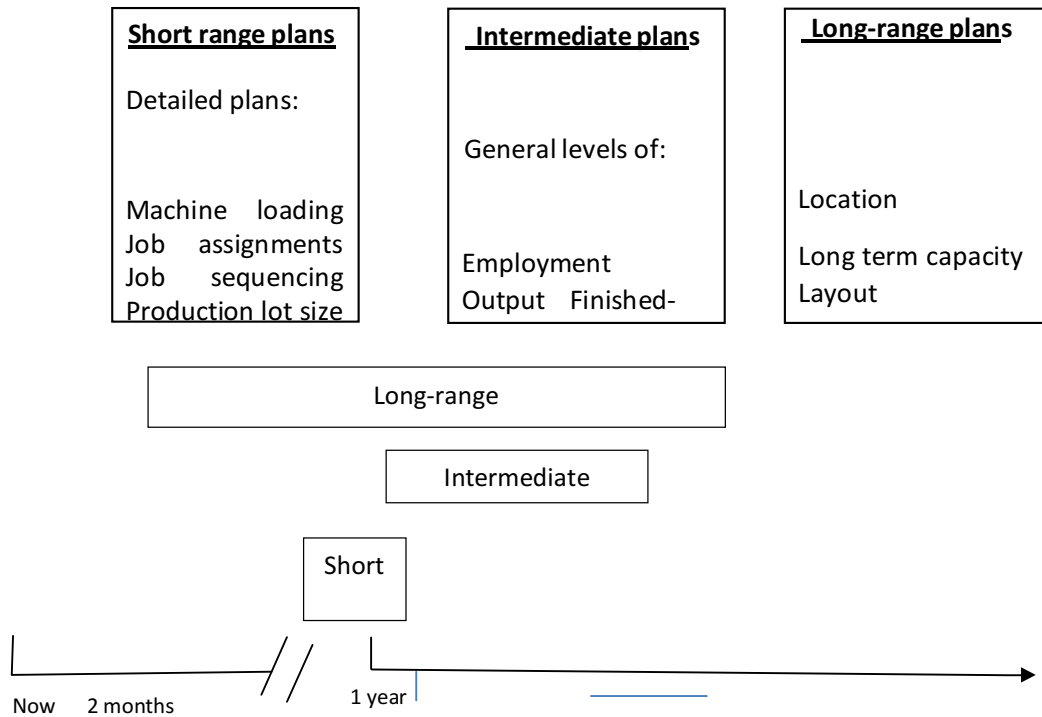 Short range plans
Detailed plans:
Machine loading
Job assignments
Job sequencing
Production lot size
Intermediate plans
General levels of:
Employment
Output Finished-
Long-range plans
Location
Long term capacity
Layout
Long-range
Intermediate
Short
Now 2 months 1 year